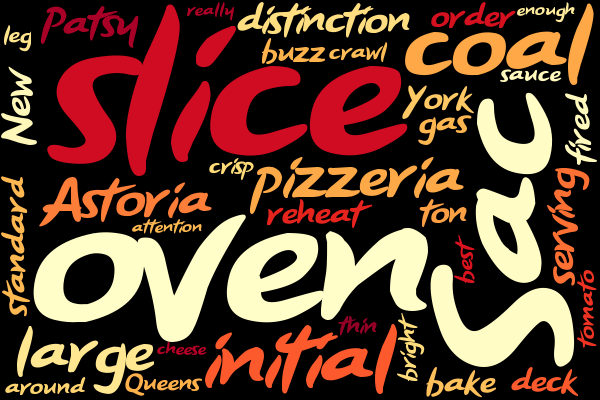 really
enough
Patsy
distinction
order
leg
buzz
crawl
coal
sauce
slice
New
York
gas
fired
crisp
pizzeria
Sac
Astoria
attention
reheat
ton
standard
serving
oven
best
tomato
large
cheese
initial
thin
bright
around
Queens
bake
deck